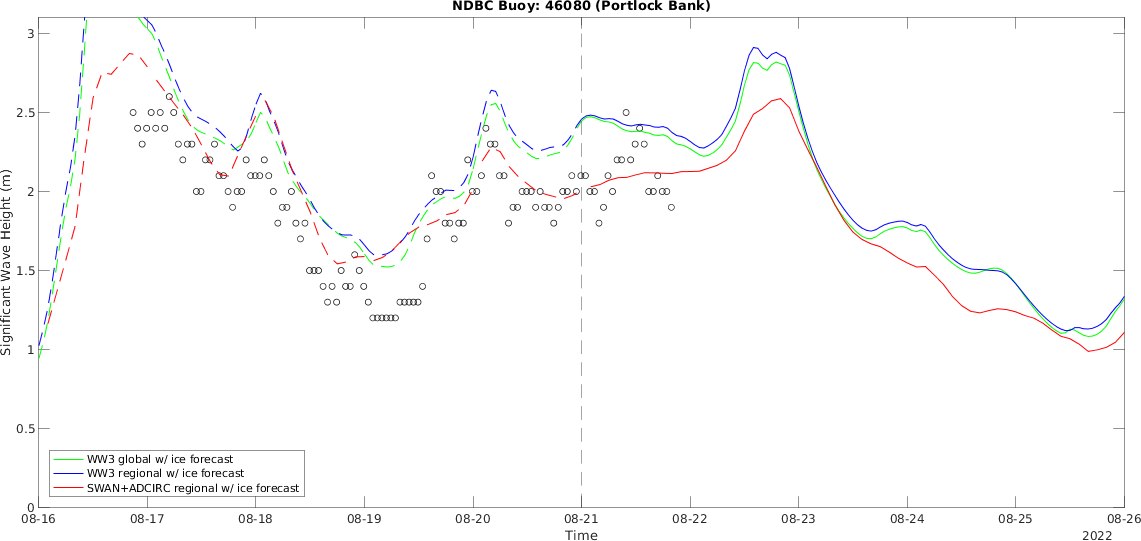 NDBC Buoy: 46080 (Portlock Bank)
3
2.5
2
1.5
1
0.5
0
Significant Wave Height (m)
WW3 global w/ ice forecast
WW3 regional w/ ice forecast
SWAN+ADCIRC regional w/ ice forecast
08-16 08-17 08-18 08-19 08-20 08-21 08-22 08-23 08-24 08-25 08-26
Time
2022